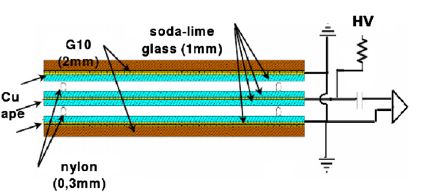 G10
(2mm)
soda-lime
glass (1mm)
HV
Cu
ape
nylon
(0,3mm)